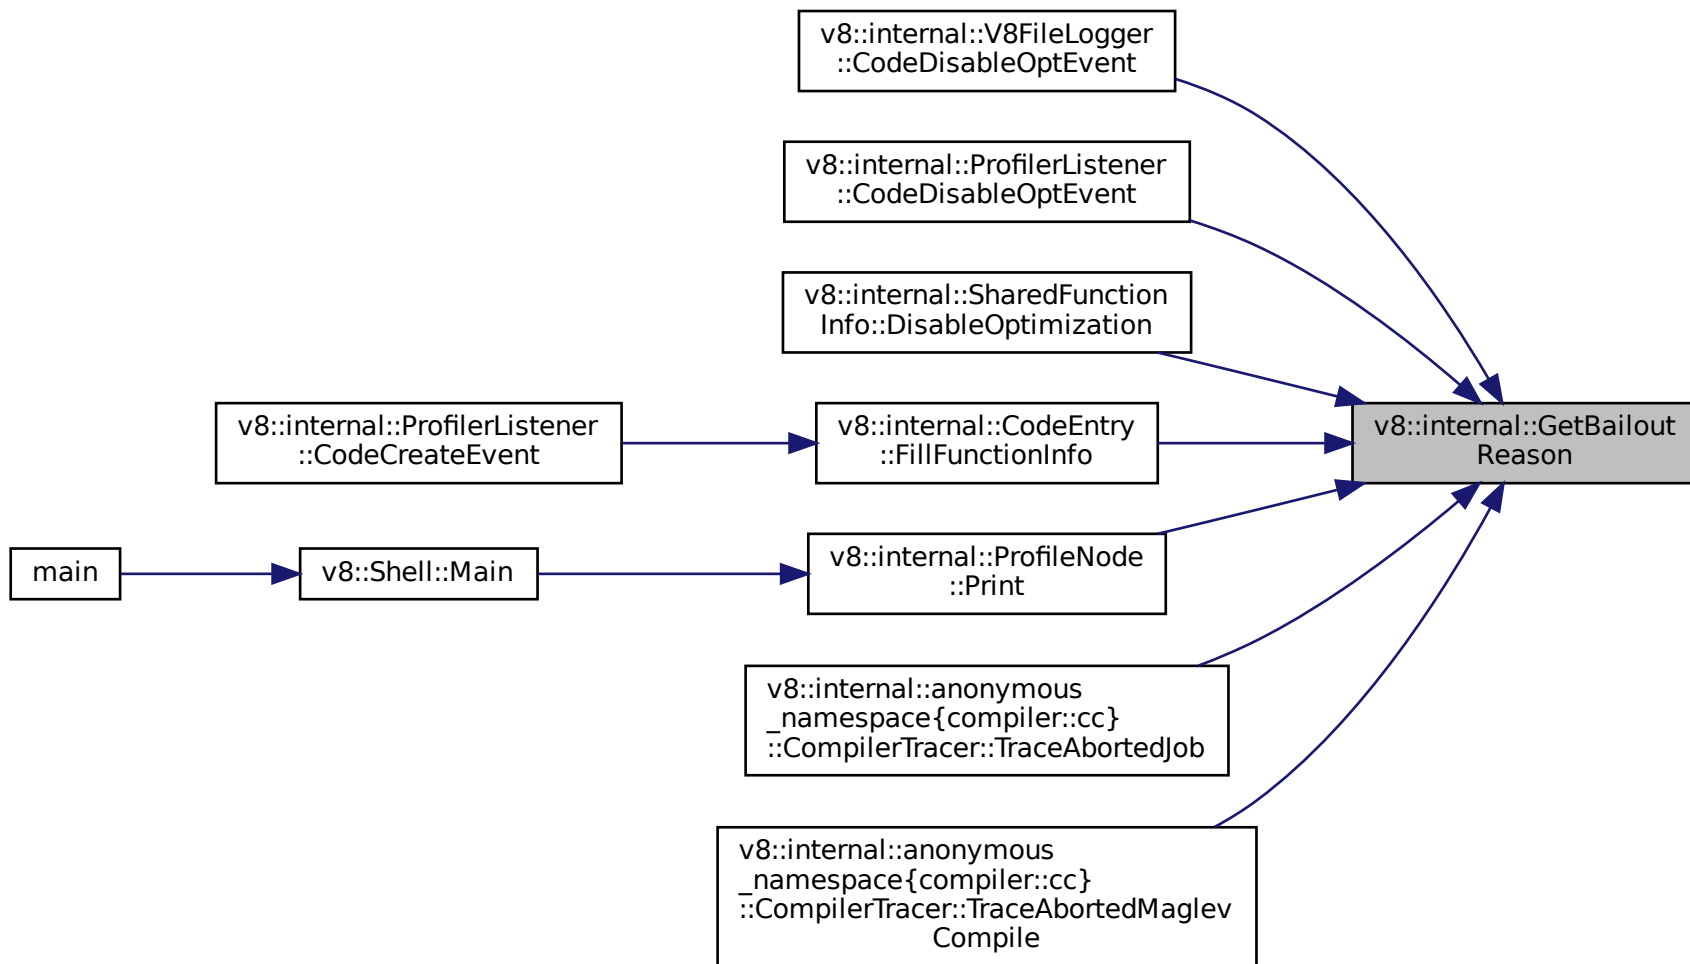 v8::internal::V8FileLogger
::CodeDisableOptEvent
v8::internal::ProfilerListener
::CodeDisableOptEvent
v8::internal::SharedFunction
Info::DisableOptimization
v8::internal::ProfilerListener
::CodeCreateEvent
v8::internal::CodeEntry
::FillFunctionInfo
v8::internal::GetBailout
Reason
main
v8::Shell::Main
v8::internal::ProfileNode
::Print
v8::internal::anonymous
_namespace{compiler::cc}
::CompilerTracer::TraceAbortedJob
v8::internal::anonymous
_namespace{compiler::cc}
::CompilerTracer::TraceAbortedMaglev
Compile